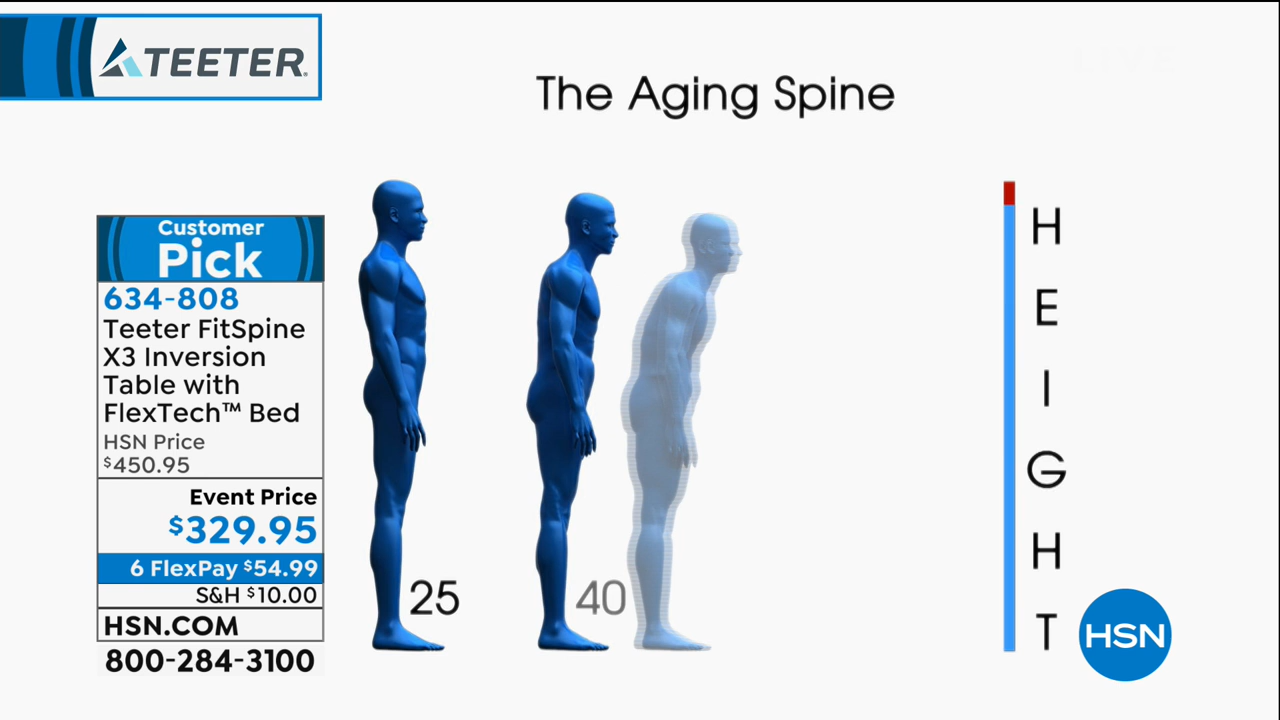 TEETER
The Aging Spine
Customer
Pick
634-808
Teeter FitSpine
X3 Inversion
Table with
FlexTech™ Bed
HSN Price
$450.95
Event Price
$329.95
6 FlexPay $54.99
S&H $10.00
HSN.COM
800-284-3100
25
40
H
E
I
G
H
T
HSN